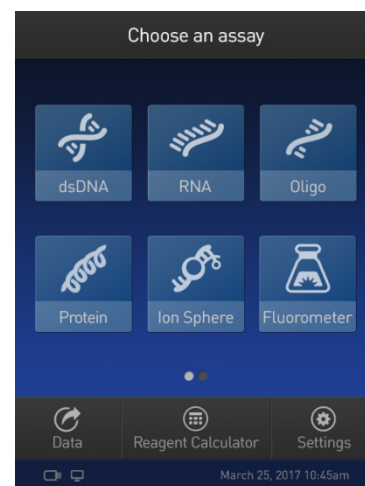 Choose an assay
dsDNA RNA Oligo
Protein Ion Sphere Fluorometer
Data Reagent Calculator Settings
March 25, 2017 10:45am